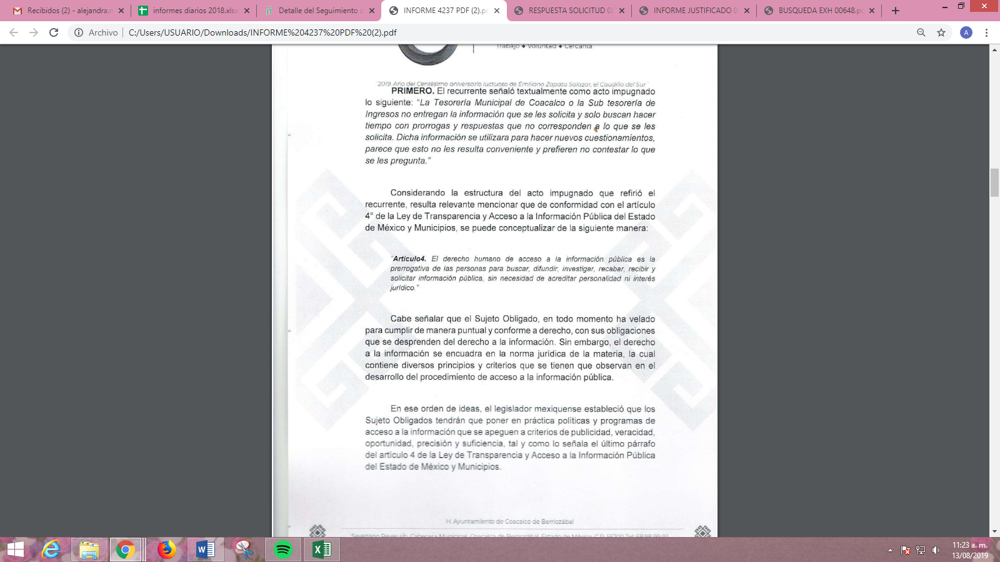 Recibidos (2) - alejandra.n
informes diarios 2018.xlsx
Detalle del Seguimiento d
INFORME 4237 PDF (2).pd
RESPUESTA SOLICITUD 0
INFORME JUSTIFICADO 0
BUSQUEDA EXH 00648.pd
Archivo
C:/Users/USUARIO/Downloads/INFORME%204237%20PDF%20(2).pdf
A
Trabajo ◆ Voluntad ◆ Cercanía
"2019. Año del Centésimo aniversario luctuoso de Emiliano Zapata Salazar, el Caudillo del Sur"
PRIMERO. El recurrente señaló textualmente como acto impugnado
lo siguiente: "La Tesorería Municipal de Coacalco o la Sub tesorería de
Ingresos no entregan la información que se les solicita y solo buscan hacer
tiempo con prorrogas y respuestas que no corresponden a lo que se les
solicita. Dicha información se utilizara para hacer nuevos cuestionamientos,
parece que esto no les resulta conveniente y prefieren no contestar lo que
se les pregunta."
Considerando la estructura del acto impugnado que refirió el
recurrente, resulta relevante mencionar que de conformidad con el artículo
4° de la Ley de Transparencia y Acceso a la Información Pública del Estado
de México y Municipios, se puede conceptualizar de la siguiente manera:
"Artículo4. El derecho humano de acceso a la información pública es la
prerrogativa de las personas para buscar, difundir, investigar, recabar, recibir y
solicitar información pública, sin necesidad de acreditar personalidad ni interés
jurídico."
Cabe señalar que el Sujeto Obligado, en todo momento ha velado
para cumplir de manera puntual y conforme a derecho, con sus obligaciones
que se desprenden del derecho a la información. Sin embargo, el derecho
a la información se encuadra en la norma jurídica de la materia, la cual
contiene diversos principios y criterios que se tienen que observan en el
desarrollo del procedimiento de acceso a la información pública.
En ese orden de ideas, el legislador mexiquense estableció que los
Sujeto Obligados tendrán que poner en práctica políticas y programas de
acceso a la información que se apeguen a criterios de publicidad, veracidad,
oportunidad, precisión y suficiencia, tal y como lo señala el último párrafo
del artículo 4 de la Ley de Transparencia y Acceso a la Información Pública
del Estado de México y Municipios.
H. Ayuntamiento de Coacalco de Berriozábal
Severiano Reyes s/n, Cabecera Municipal, Coacalco de Berriozábal, Estado de México, C.P. 55700 Tel:
11:23 a. m.
13/08/2019